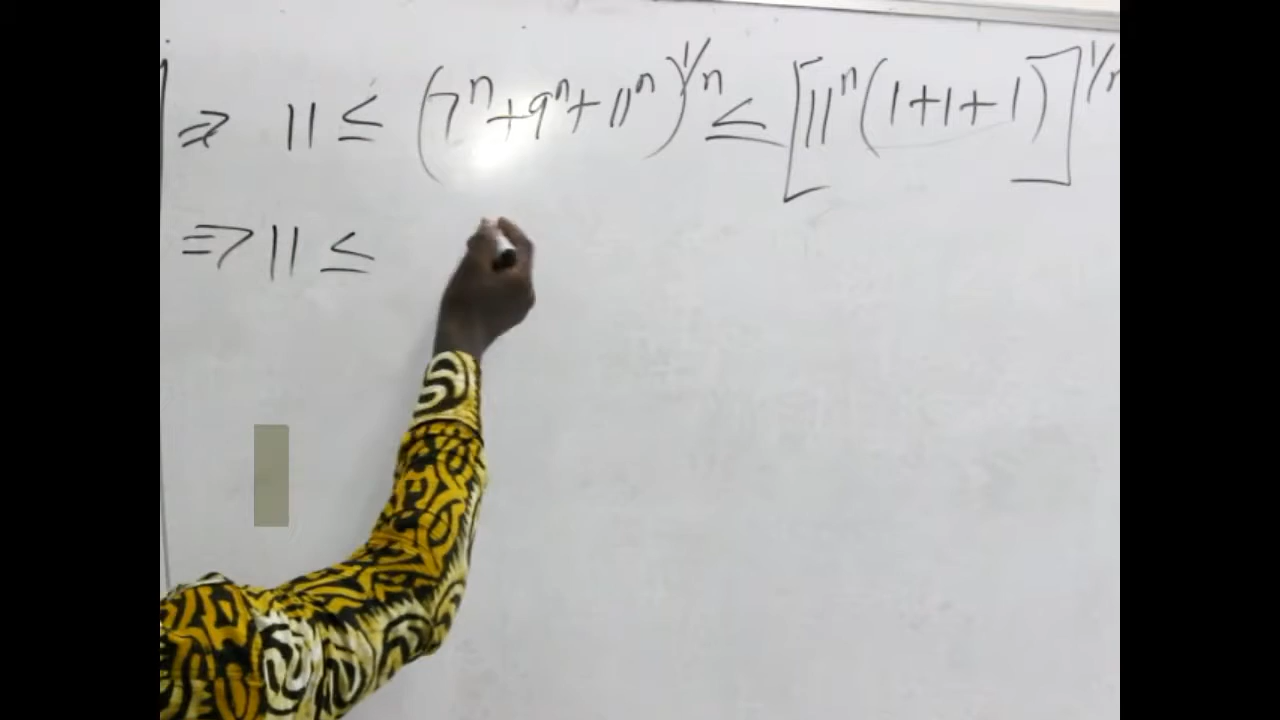 ⇒ 11 ≤ (7ⁿ+9ⁿ+11ⁿ)^1/n ≤ [11ⁿ(1+1+1)]^1/n
⇒ 11 ≤